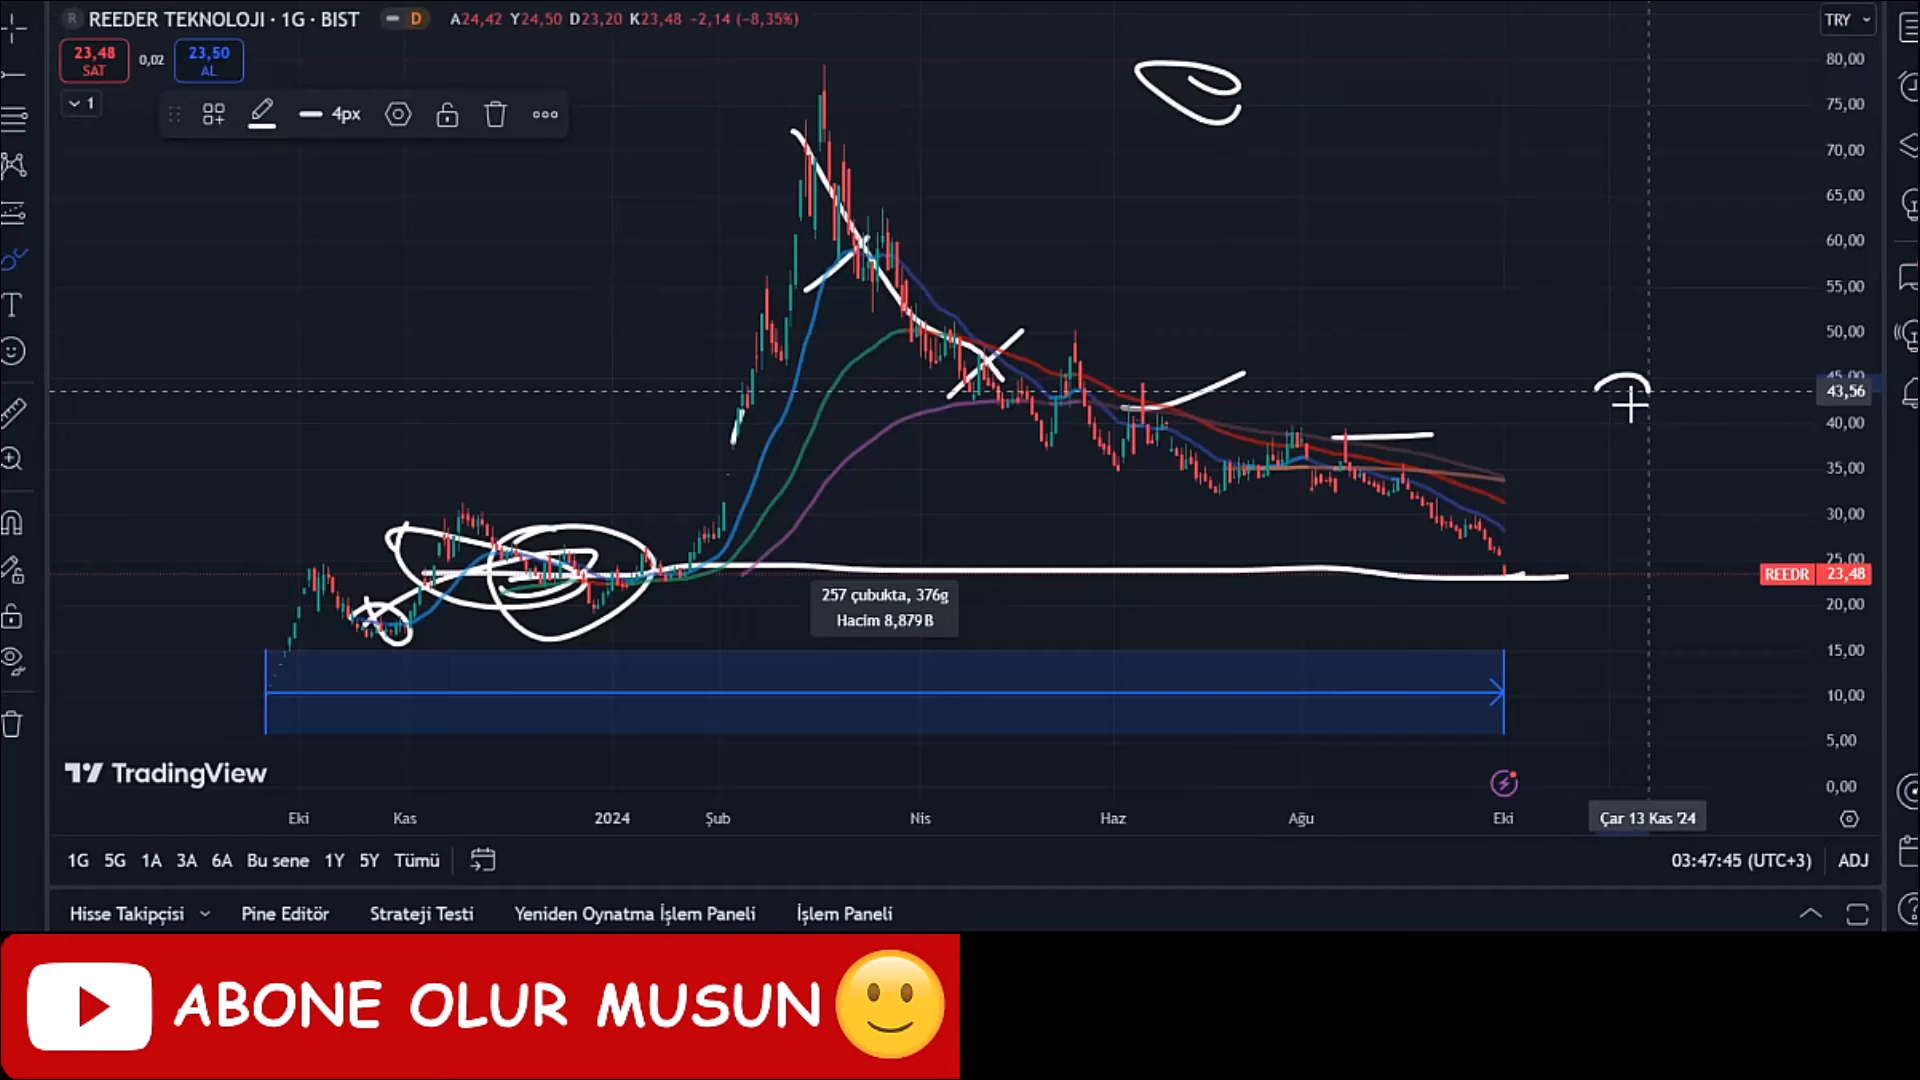 R REEDER TEKNOLOJI · 1G · BIST D A24,42 Y24,50 D23,20 K23,48 −2,14 (−8,35%)
TRY
23,48
SAT
0,02
23,50
AL
1
4px
80,00
75,00
70,00
65,00
60,00
55,00
50,00
45,00
43,56
40,00
35,00
30,00
25,00
REEDR 23,48
20,00
15,00
10,00
5,00
0,00
257 çubukta, 376g
Hacim 8,879B
TradingView
Eki Kas 2024 Şub Nis Haz Ağu Eki Çar 13 Kas '24
1G 5G 1A 3A 6A Bu sene 1Y 5Y Tümü 03:47:45 (UTC+3) ADJ
Hisse Takipçisi Pine Editör Strateji Testi Yeniden Oynatma İşlem Paneli İşlem Paneli
ABONE OLUR MUSUN